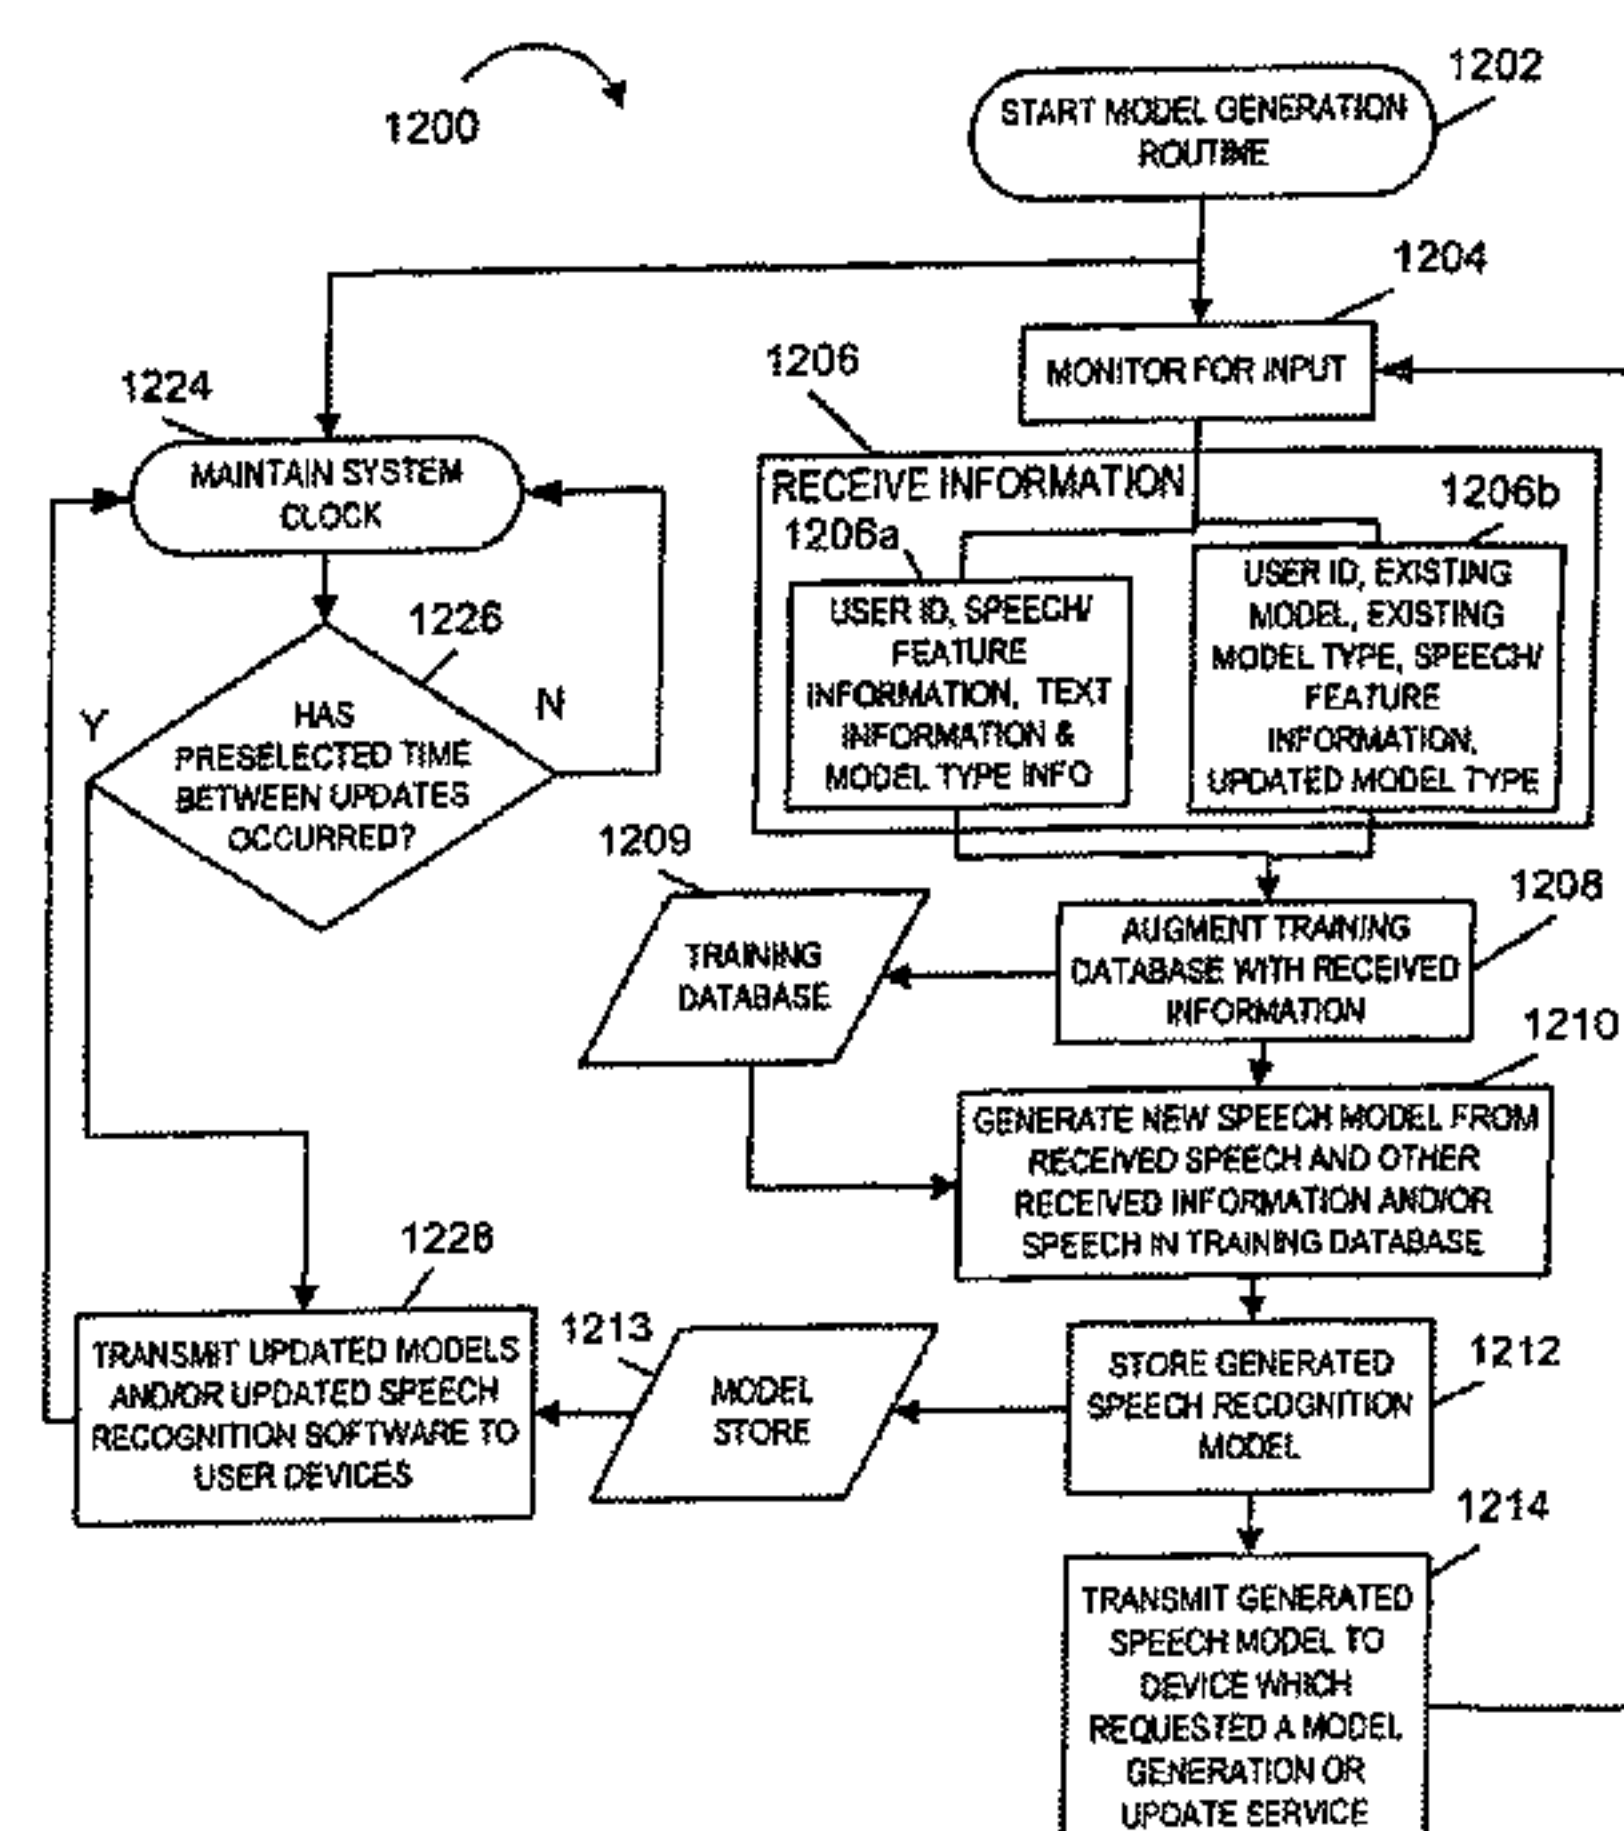 1200
1202
START MODEL GENERATION
ROUTINE
1204
MONITOR FOR INPUT
1206
RECEIVE INFORMATION
1206a
USER ID, SPEECH/
FEATURE
INFORMATION, TEXT
INFORMATION &
MODEL TYPE INFO
1206b
USER ID, EXISTING
MODEL, EXISTING
MODEL TYPE, SPEECH/
FEATURE
INFORMATION,
UPDATED MODEL TYPE
1224
MAINTAIN SYSTEM
CLOCK
1226
Y
N
HAS
PRESELECTED TIME
BETWEEN UPDATES
OCCURRED?
1209
TRAINING
DATABASE
1208
AUGMENT TRAINING
DATABASE WITH RECEIVED
INFORMATION
1210
GENERATE NEW SPEECH MODEL FROM
RECEIVED SPEECH AND OTHER
RECEIVED INFORMATION AND/OR
SPEECH IN TRAINING DATABASE
1228
TRANSMIT UPDATED MODELS
AND/OR UPDATED SPEECH
RECOGNITION SOFTWARE TO
USER DEVICES
1213
MODEL
STORE
1212
STORE GENERATED
SPEECH RECOGNITION
MODEL
1214
TRANSMIT GENERATED
SPEECH MODEL TO
DEVICE WHICH
REQUESTED A MODEL
GENERATION OR
UPDATE SERVICE